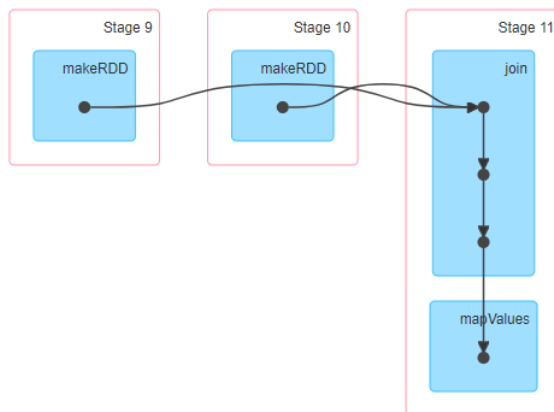 Stage 9
Stage 10
Stage 11
makeRDD
makeRDD
join
mapValues